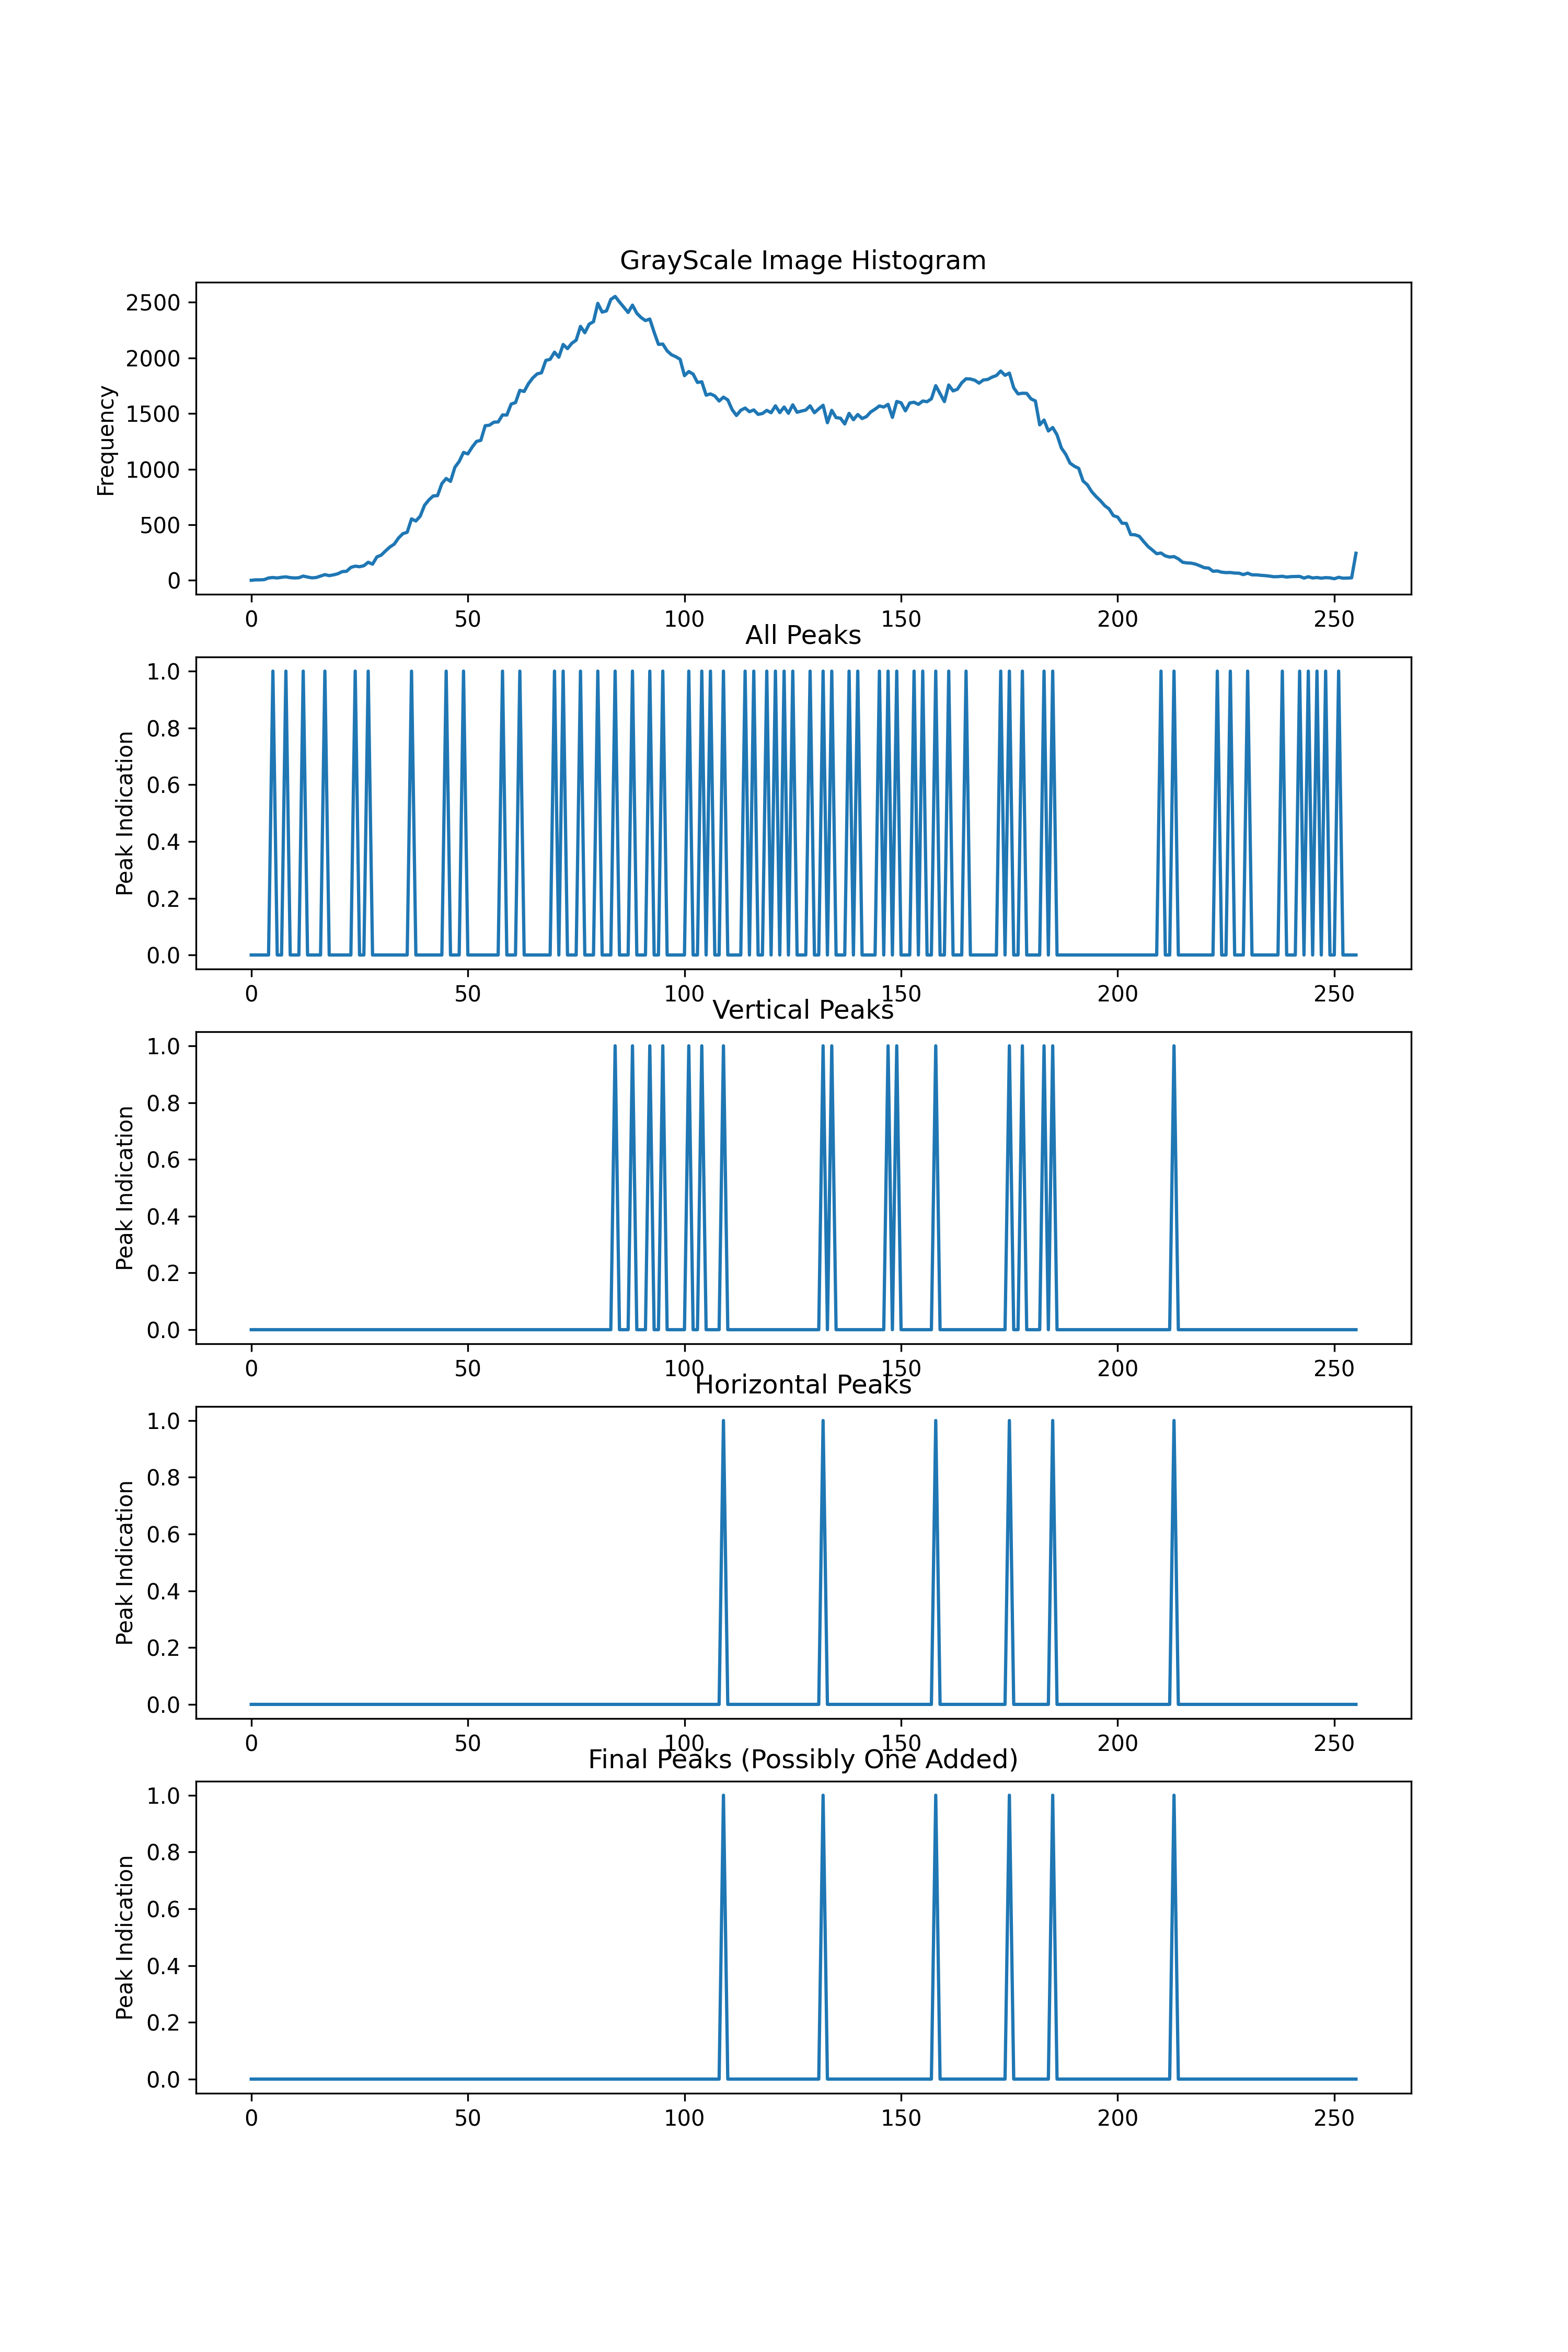 GrayScale Image Histogram
Frequency
2500
2000
1500
1000
500
0
0 50 100 150 200 250
All Peaks
Peak Indication
1.0
0.8
0.6
0.4
0.2
0.0
0 50 100 150 200 250
Vertical Peaks
Peak Indication
1.0
0.8
0.6
0.4
0.2
0.0
0 50 100 150 200 250
Horizontal Peaks
Peak Indication
1.0
0.8
0.6
0.4
0.2
0.0
0 50 100 150 200 250
Final Peaks (Possibly One Added)
Peak Indication
1.0
0.8
0.6
0.4
0.2
0.0
0 50 100 150 200 250